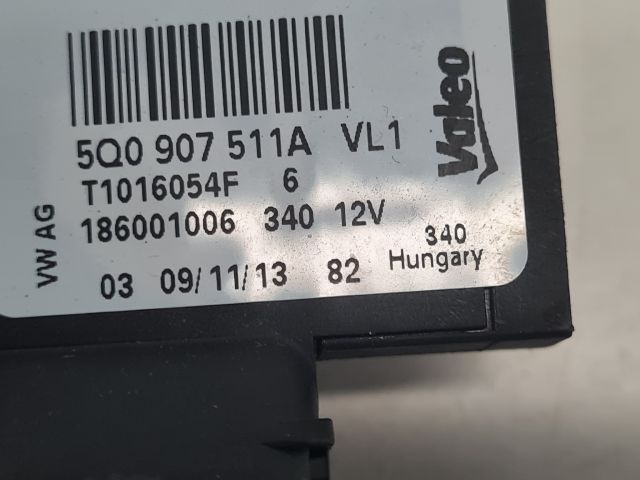 5Q0 907 511A VL1
T1016054F 6
186001006 340 12V
03 09/11/13 82
340
Hungary
VW AG
Valeo